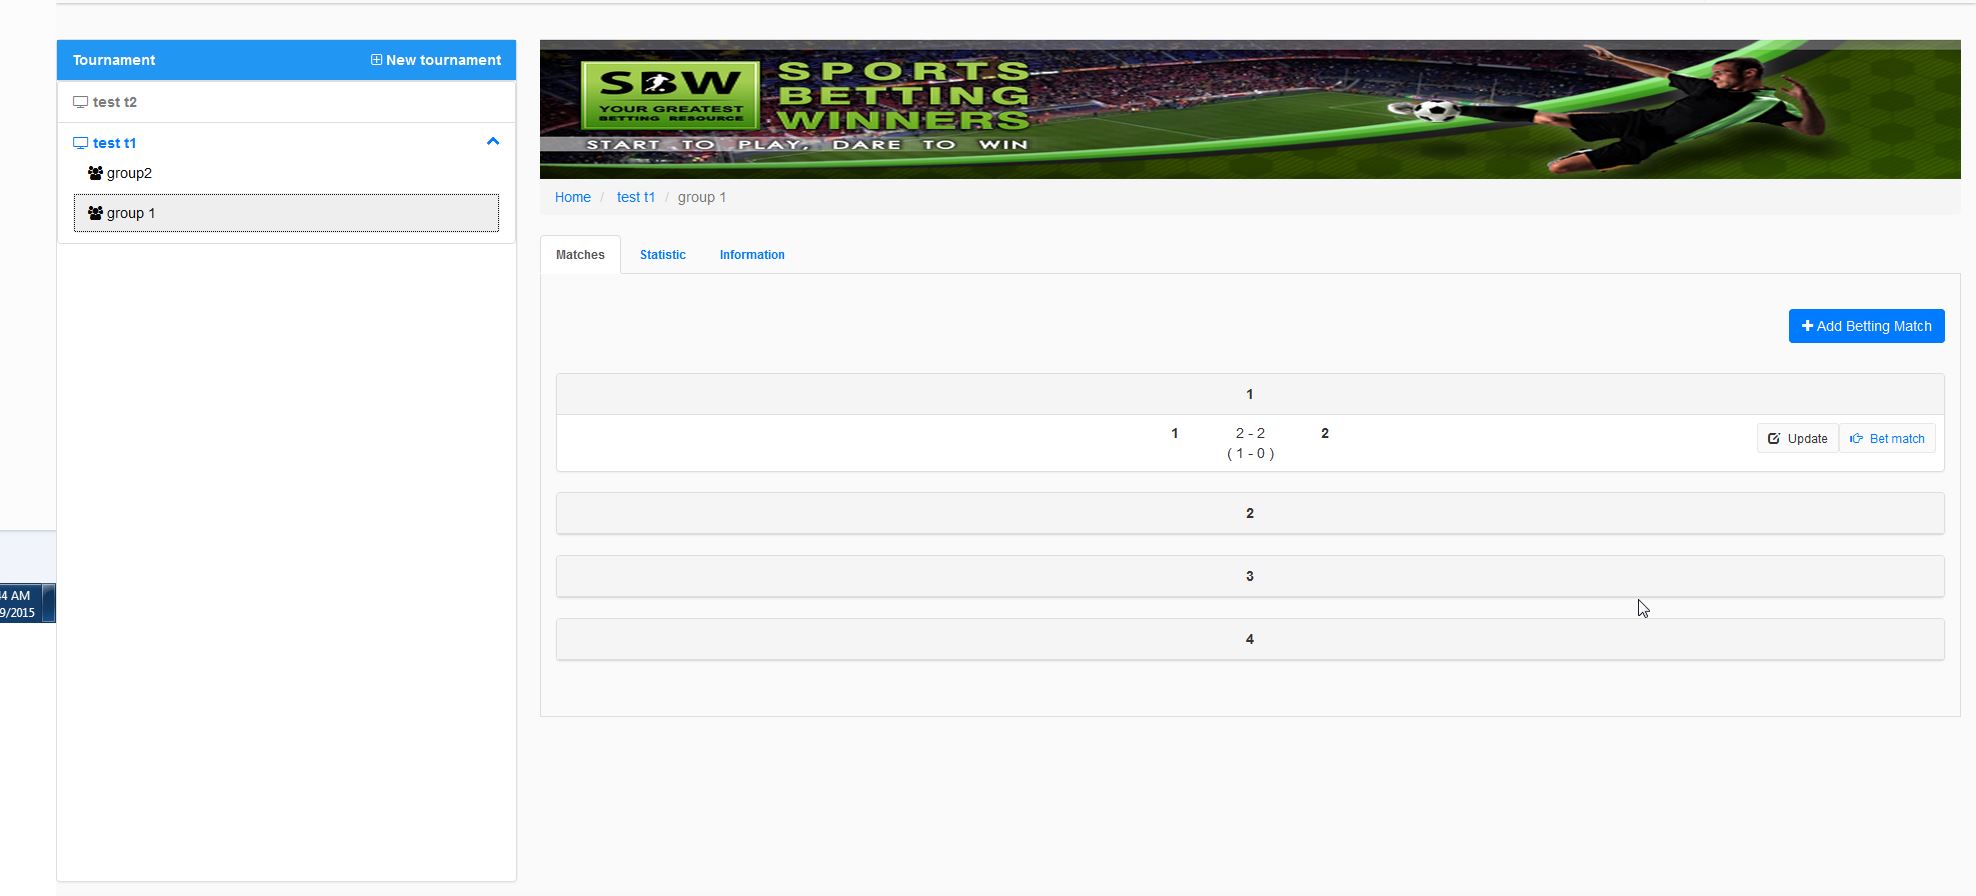 Tournament New tournament
test t2
test t1
group2
group 1
SBW
YOUR GREATEST
BETTING RESOURCE
SPORTS
BETTING
WINNERS
START TO PLAY, DARE TO WIN
Home / test t1 / group 1
Matches Statistic Information
Add Betting Match
1
1 2 - 2 2
( 1 - 0 )
Update Bet match
2
3
4
4 AM
9/2015